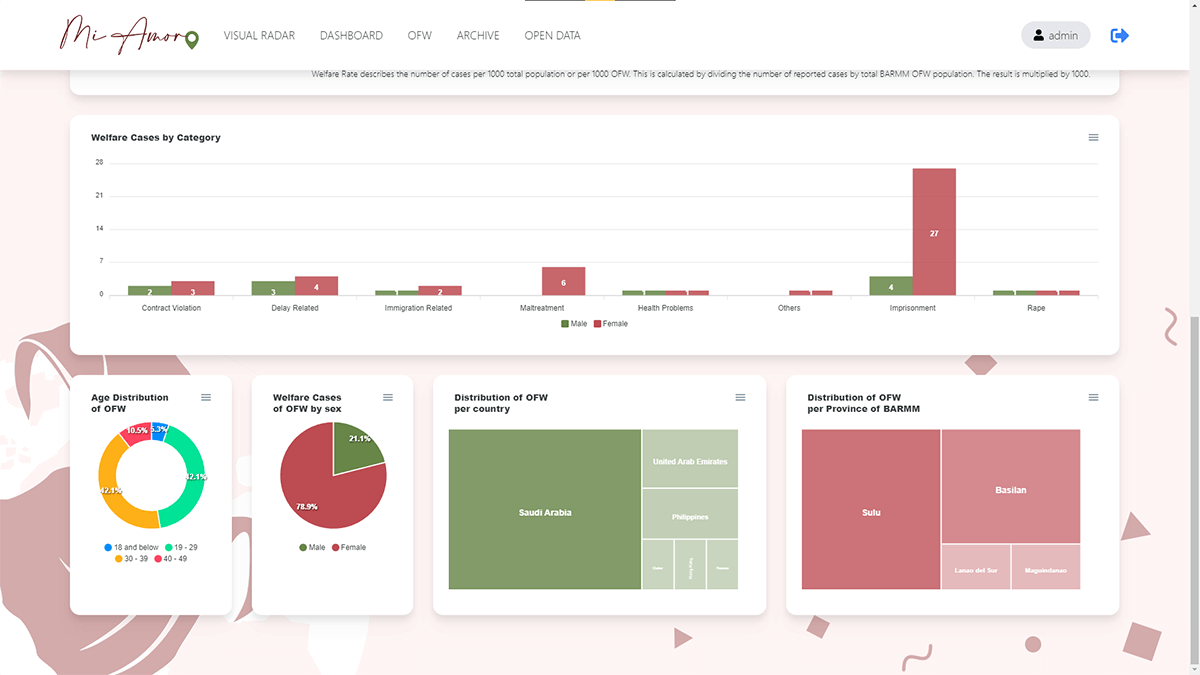 Mi Amor
VISUAL RADAR
DASHBOARD
OFW
ARCHIVE
OPEN DATA
admin
Welfare Rate describes the number of cases per 1000 total population or per 1000 OFW. This is calculated by dividing the number of reported cases by total BARMM OFW population. The result is multiplied by 1000.
Welfare Cases by Category
28
21
14
7
0
2
3
3
4
2
6
4
27
Contract Violation
Delay Related
Immigration Related
Maltreatment
Health Problems
Others
Imprisonment
Rape
Male
Female
Age Distribution
of OFW
10.5%
5.3%
42.1%
42.1%
18 and below
19 - 29
30 - 39
40 - 49
Welfare Cases
of OFW by sex
21.1%
78.9%
Male
Female
Distribution of OFW
per country
Saudi Arabia
United Arab Emirates
Philippines
Distribution of OFW
per Province of BARMM
Sulu
Basilan
Lanao del Sur
Maguindanao